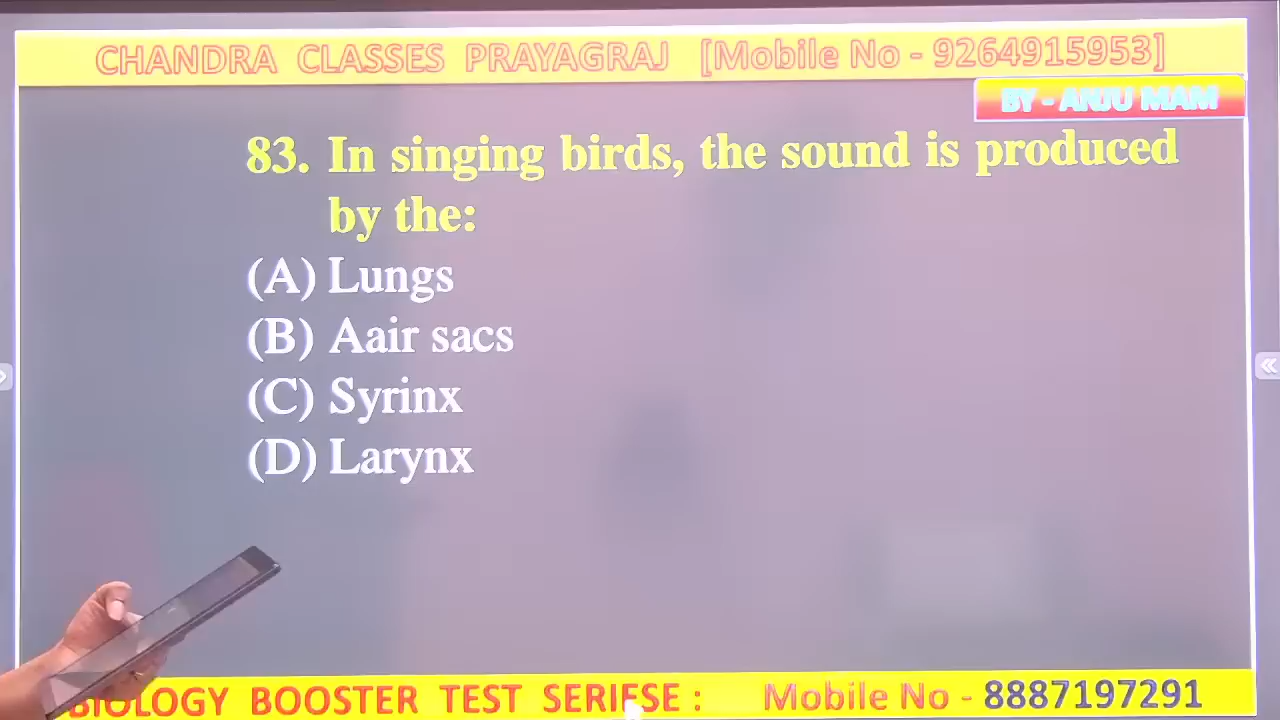 CHANDRA CLASSES PRAYAGRAJ [Mobile No - 9264915953]
BY - ANJU MAM
83. In singing birds, the sound is produced
by the:
(A) Lungs
(B) Aair sacs
(C) Syrinx
(D) Larynx
BIOLOGY BOOSTER TEST SERIESE : Mobile No - 8887197291